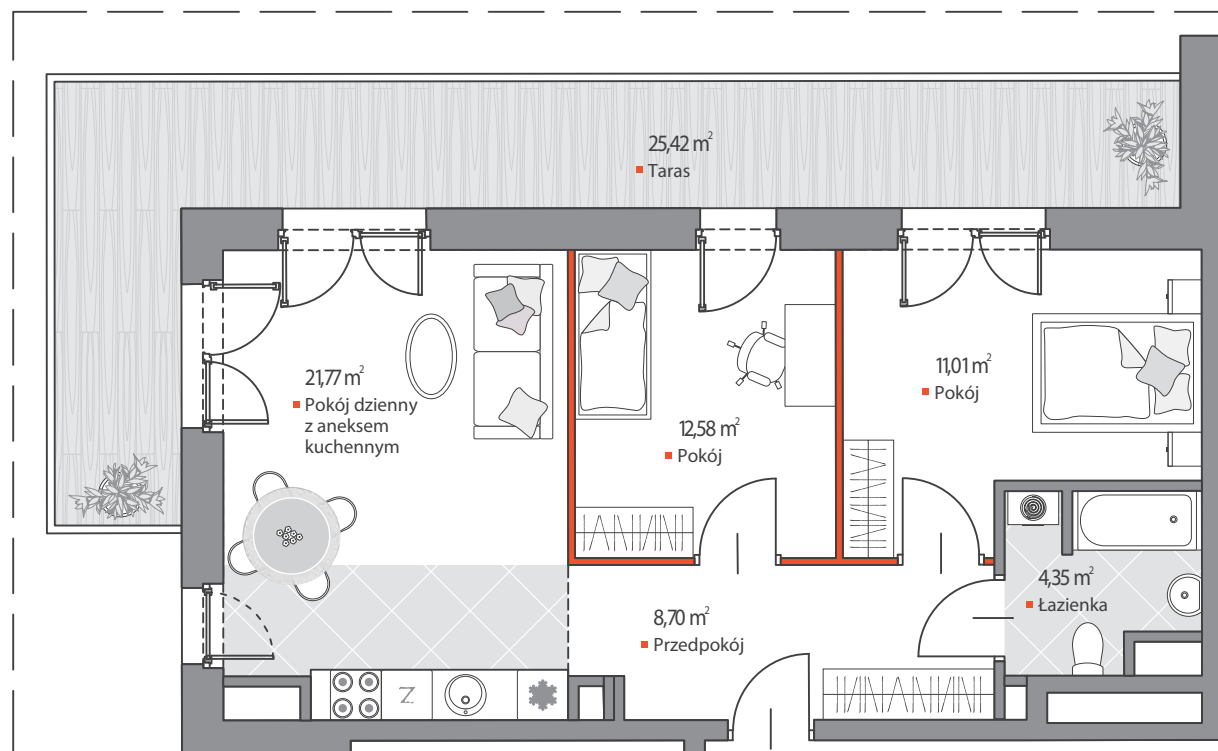 25,42 m²
Taras
21,77 m²
Pokój dzienny
z aneksem
kuchennym
12,58 m²
Pokój
11,01 m²
Pokój
4,35 m²
Łazienka
8,70 m²
Przedpokój
Z